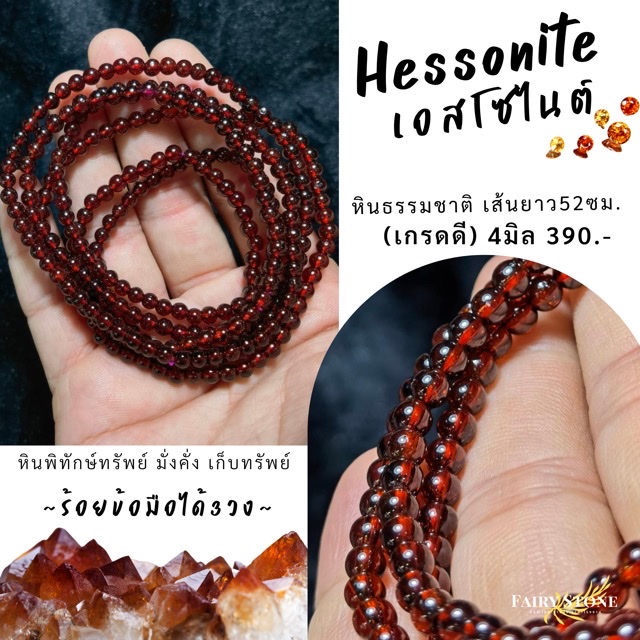 Hessonite
เอสโซไนต์
หินธรรมชาติ เส้นยาว52ซม.
(เกรดดี) 4มิล 390.-
หินพิทักษ์ทรัพย์ มั่งคั่ง เก็บทรัพย์
~ร้อยข้อมือได้3วง~
FAIRY STONE